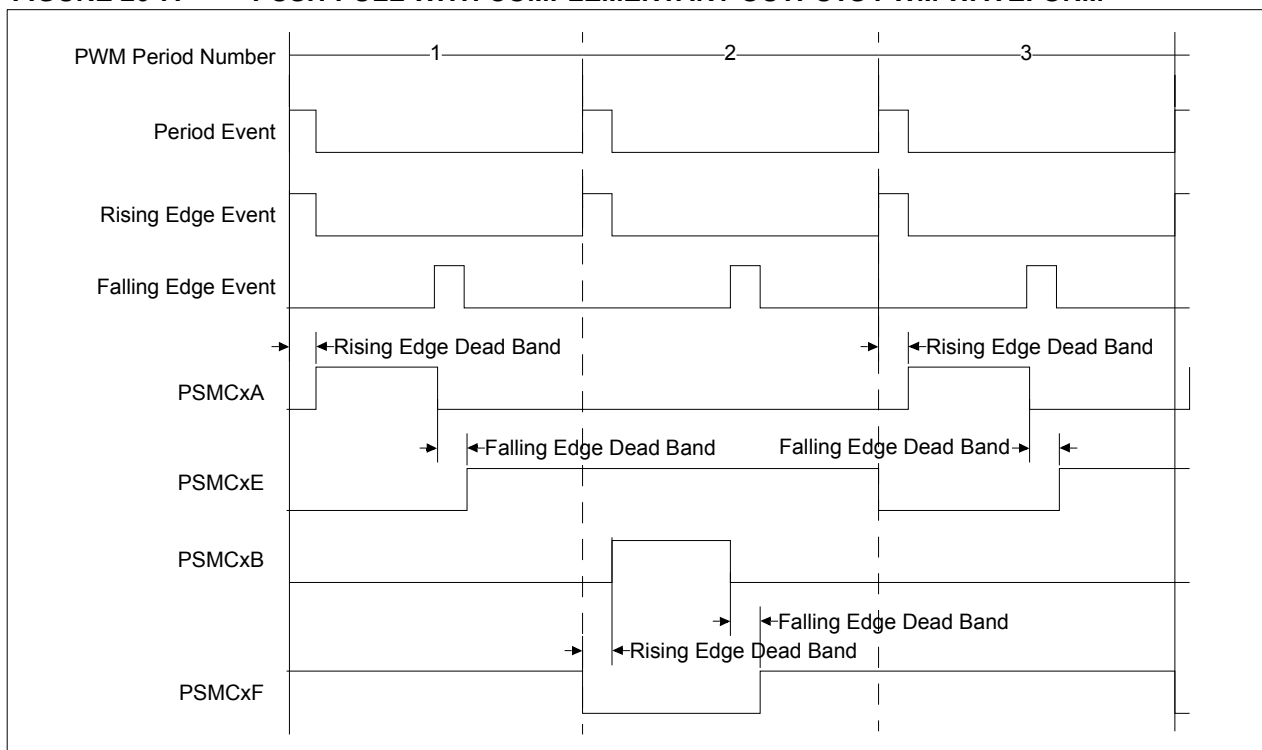 FIGURE PUSH-PULL WITH COMPLEMENTARY OUTPUTS PWM WAVEFORM
PWM Period Number 1 2 3
Period Event
Rising Edge Event
Falling Edge Event
Rising Edge Dead Band Rising Edge Dead Band
PSMCxA
Falling Edge Dead Band Falling Edge Dead Band
PSMCxE
PSMCxB
Falling Edge Dead Band
Rising Edge Dead Band
PSMCxF